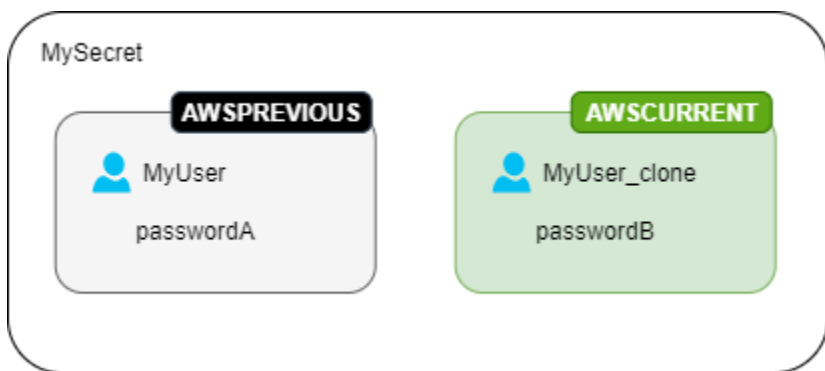 MySecret
AWSPREVIOUS
MyUser
passwordA
AWSCURRENT
MyUser_clone
passwordB